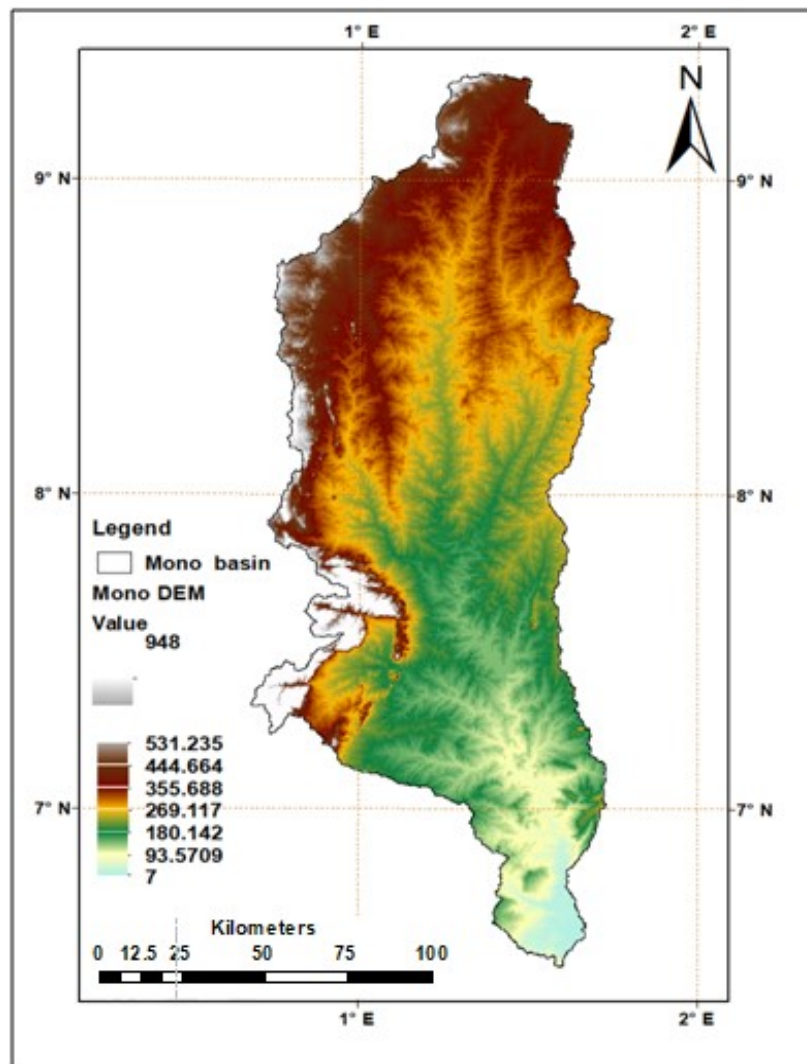 1° E 2° E
N
9° N 9° N
8° N 8° N
Legend
Mono basin
Mono DEM
Value
948
531.235
444.664
355.688
269.117
180.142
93.5709
7
7° N 7° N
Kilometers
0 12.5 25 50 75 100
1° E 2° E